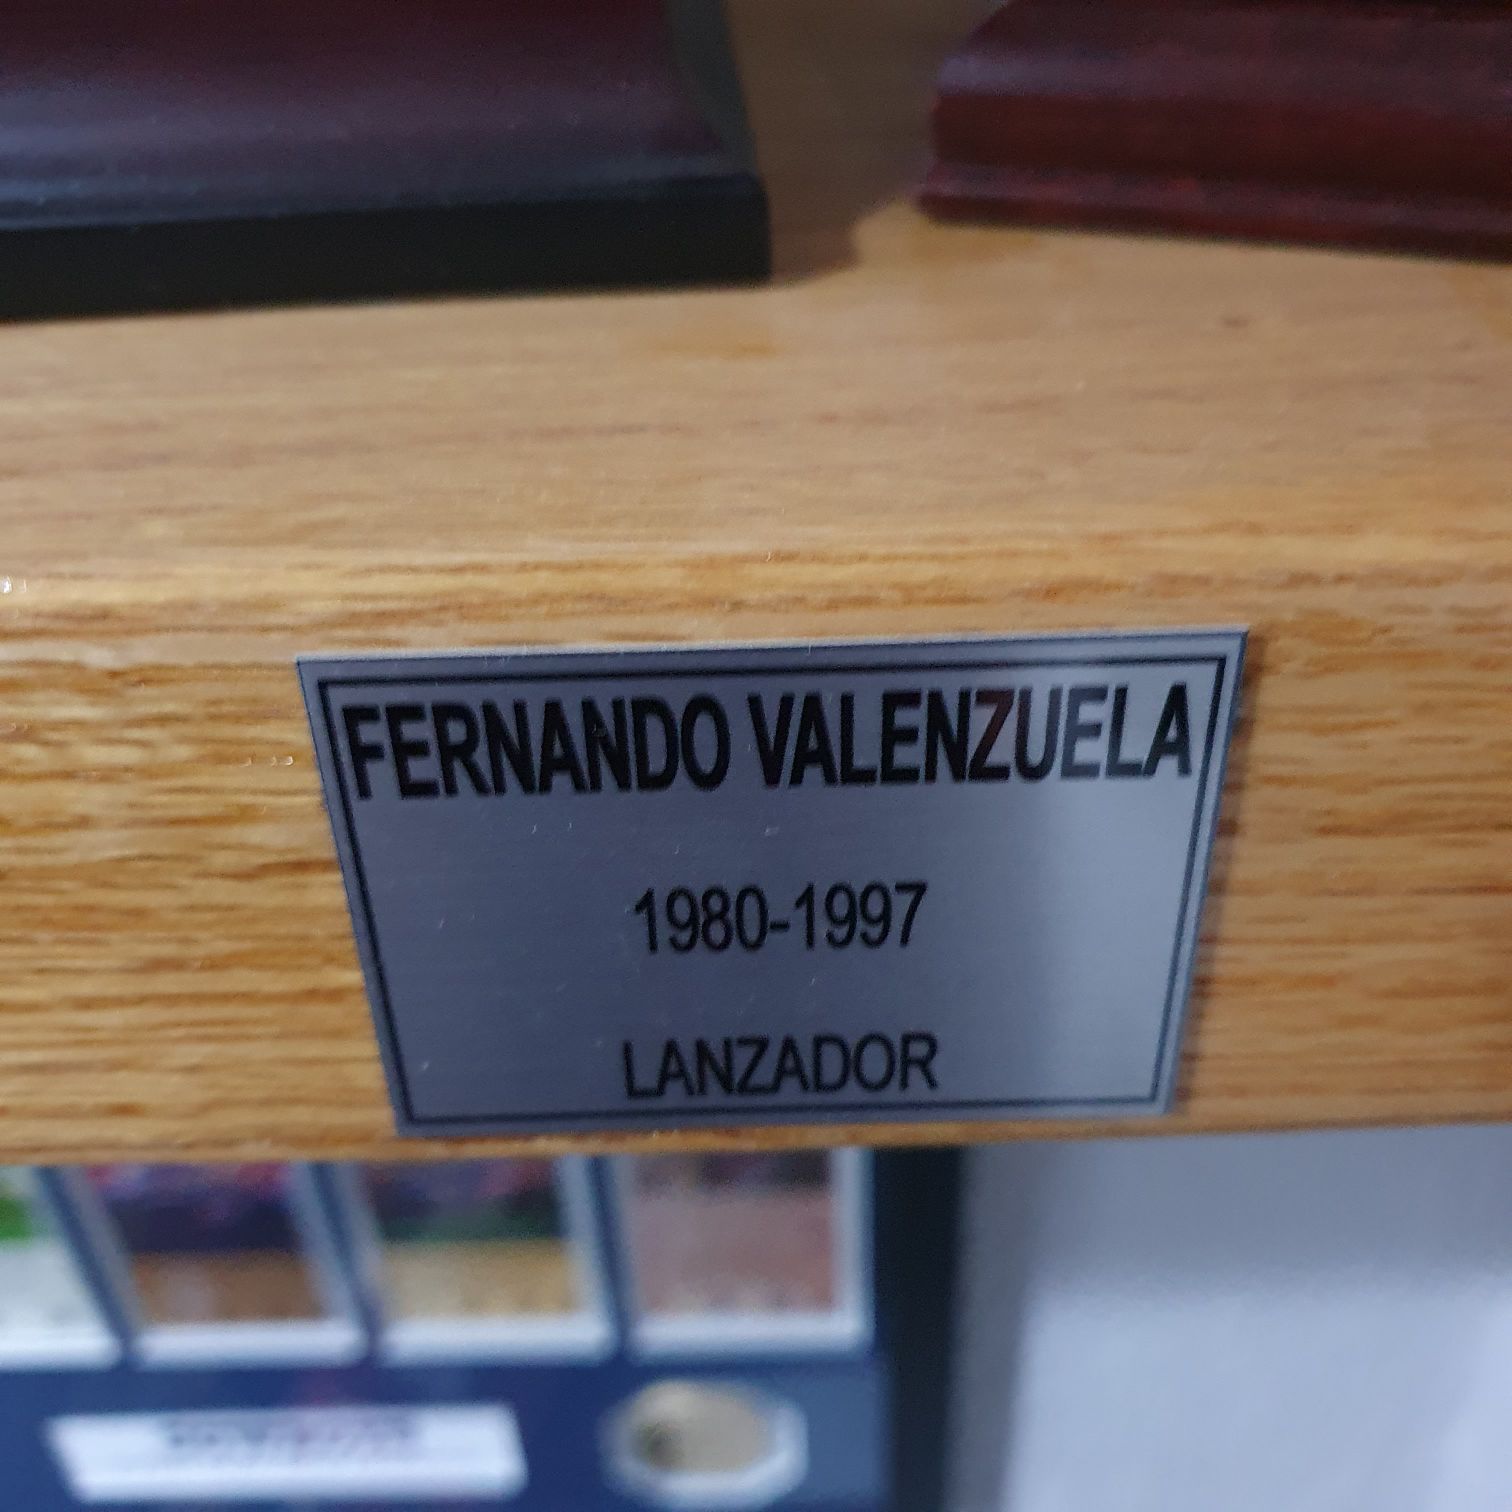 FERNANDO VALENZUELA
1980-1997
LANZADOR